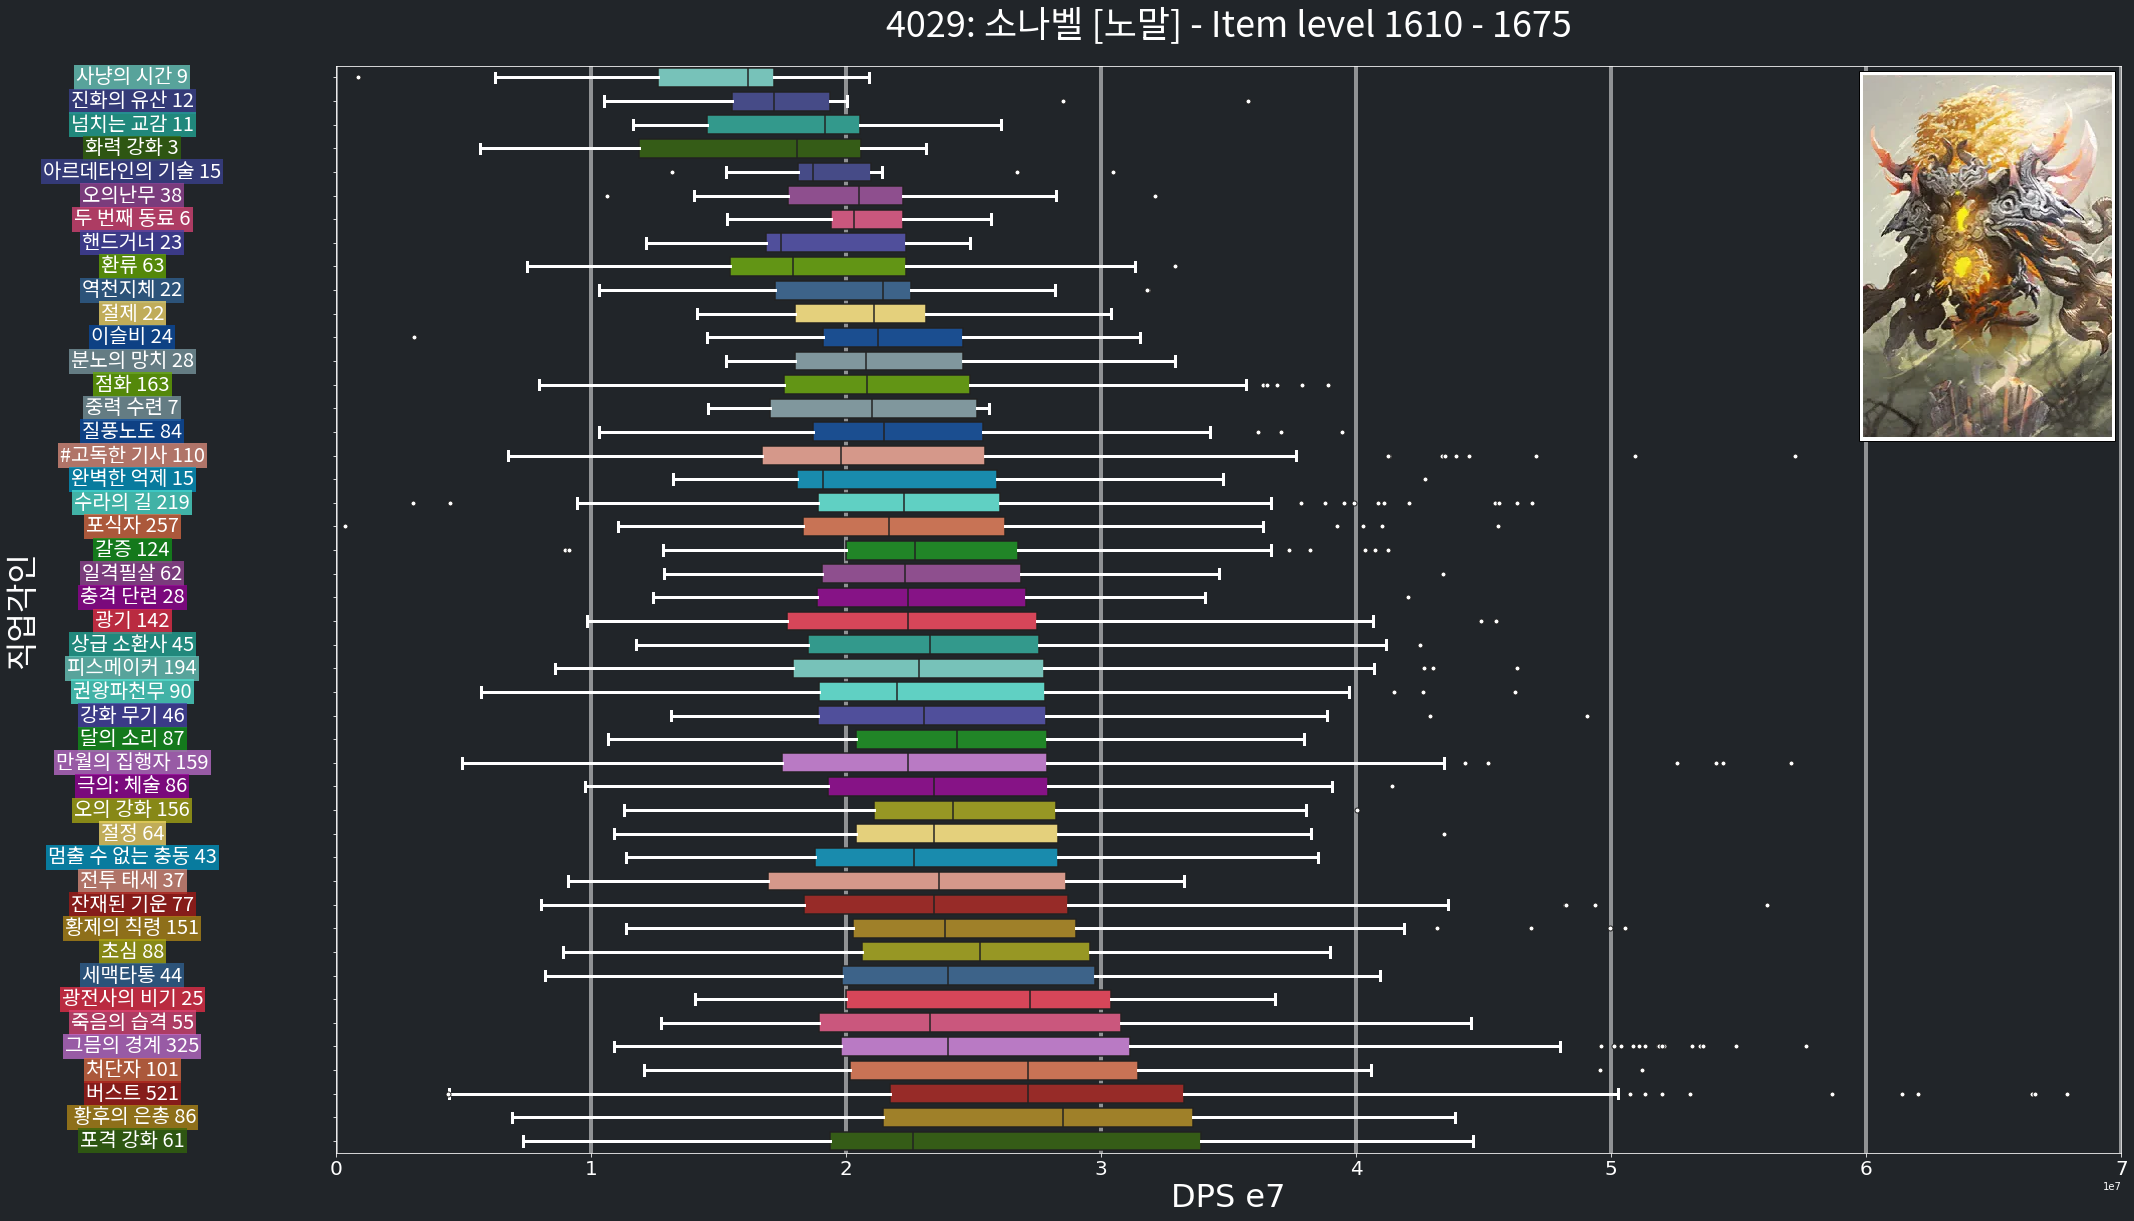 4029: 소나벨 [노말] - Item level 1610 - 1675
사냥의 시간 9
진화의 유산 12
넘치는 교감 11
화력 강화 3
아르데타인의 기술 15
오의난무 38
두 번째 동료 6
핸드거너 23
환류 63
역천지체 22
절제 22
이슬비 24
분노의 망치 28
점화 163
중력 수련 7
질풍노도 84
#고독한 기사 110
완벽한 억제 15
수라의 길 219
포식자 257
갈증 124
일격필살 62
충격 단련 28
광기 142
상급 소환사 45
피스메이커 194
권왕파천무 90
강화 무기 46
달의 소리 87
만월의 집행자 159
극의: 체술 86
오의 강화 156
절정 64
멈출 수 없는 충동 43
전투 태세 37
잔재된 기운 77
황제의 칙령 151
초심 88
세맥타통 44
광전사의 비기 25
죽음의 습격 55
그믐의 경계 325
처단자 101
버스트 521
황후의 은총 86
포격 강화 61
직업각인
0 1 2 3 4 5 6 7
1e7
DPS e7